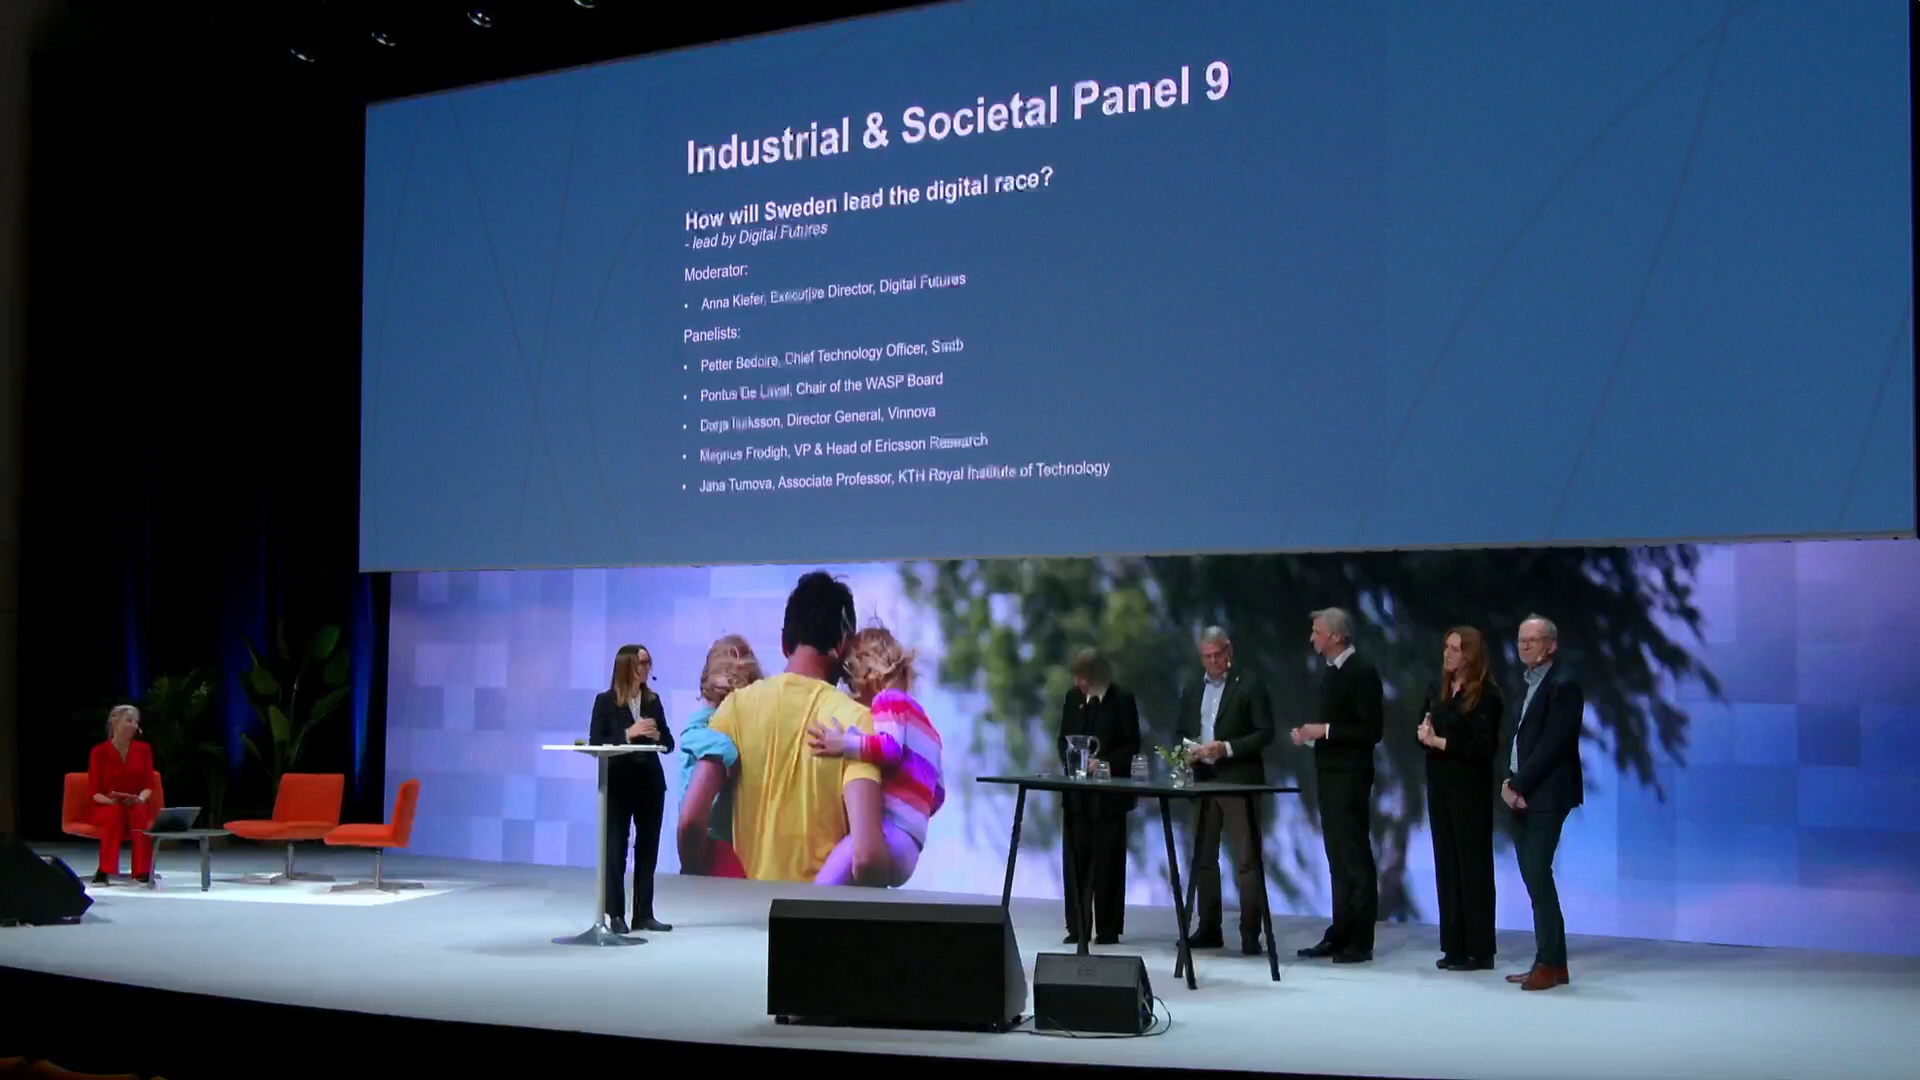 Industrial & Societal Panel 9
How will Sweden lead the digital race?
- lead by Digital Futures
Moderator:
• Anna Kiefer, Executive Director, Digital Futures
Panelists:
• Petter Bedoire, Chief Technology Officer,
• Pontus De Laval, Chair of the WASP Board
• Director General, Vinnova
• Magnus Frodigh, VP & Head of Ericsson Research
• Jana Tumova, Associate Professor, KTH Royal Institute of Technology